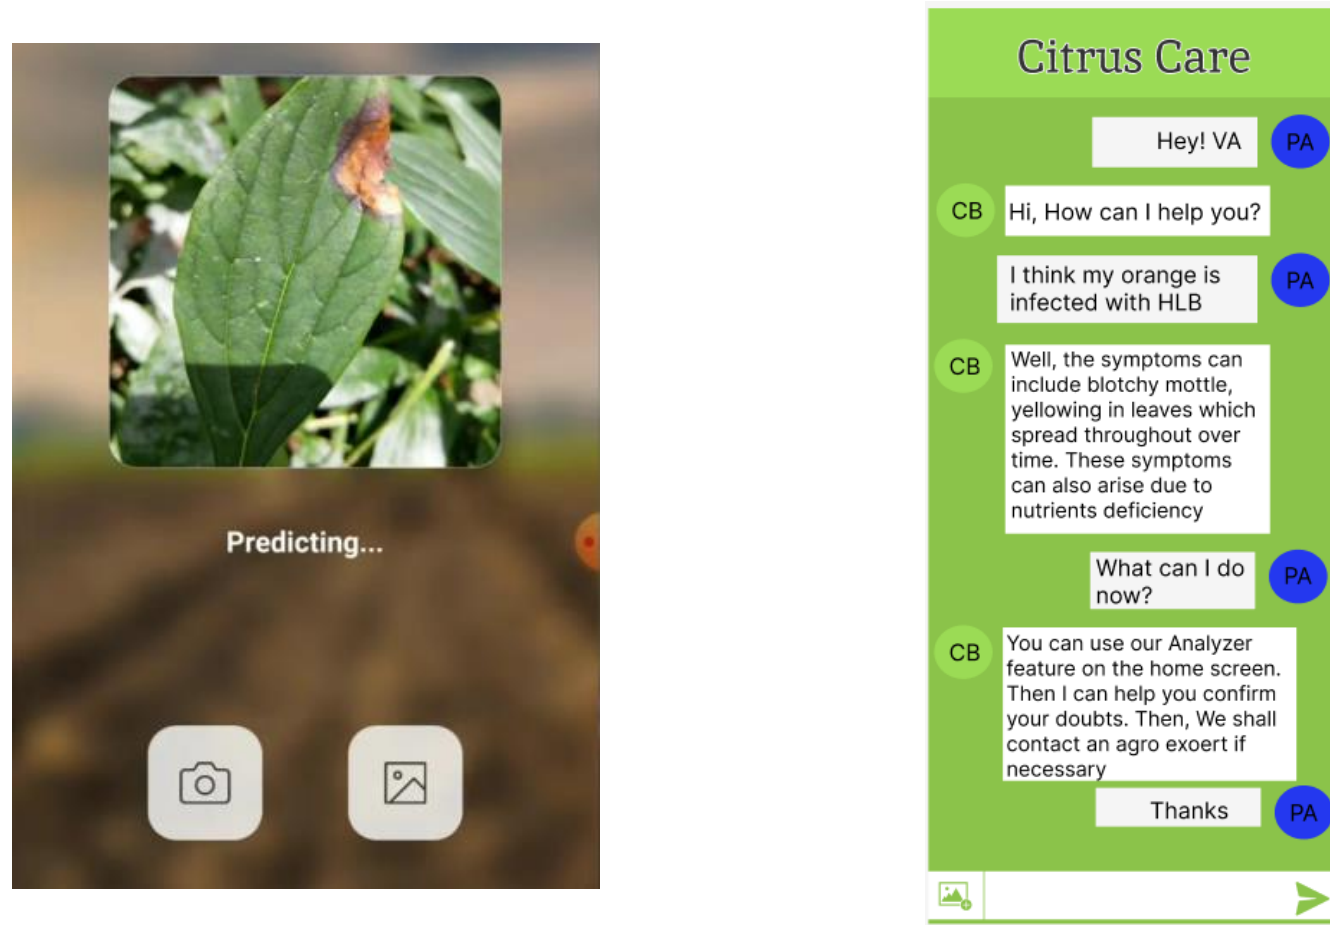 Predicting...
Citrus Care
Hey! VA
PA
CB
Hi, How can I help you?
I think my orange is
infected with HLB
PA
CB
Well, the symptoms can
include blotchy mottle,
yellowing in leaves which
spread throughout over
time. These symptoms
can also arise due to
nutrients deficiency
What can I do
now?
PA
CB
You can use our Analyzer
feature on the home screen.
Then I can help you confirm
your doubts. Then, We shall
contact an agro exoert if
necessary
Thanks
PA